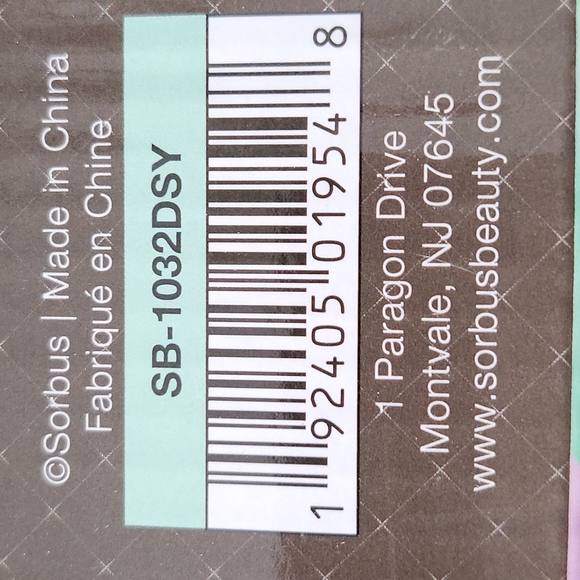 ©Sorbus | Made in China
Fabriqué en Chine
SB-1032DSY
1 92405 01954 8
1 Paragon Drive
Montvale, NJ 07645
www.sorbusbeauty.com